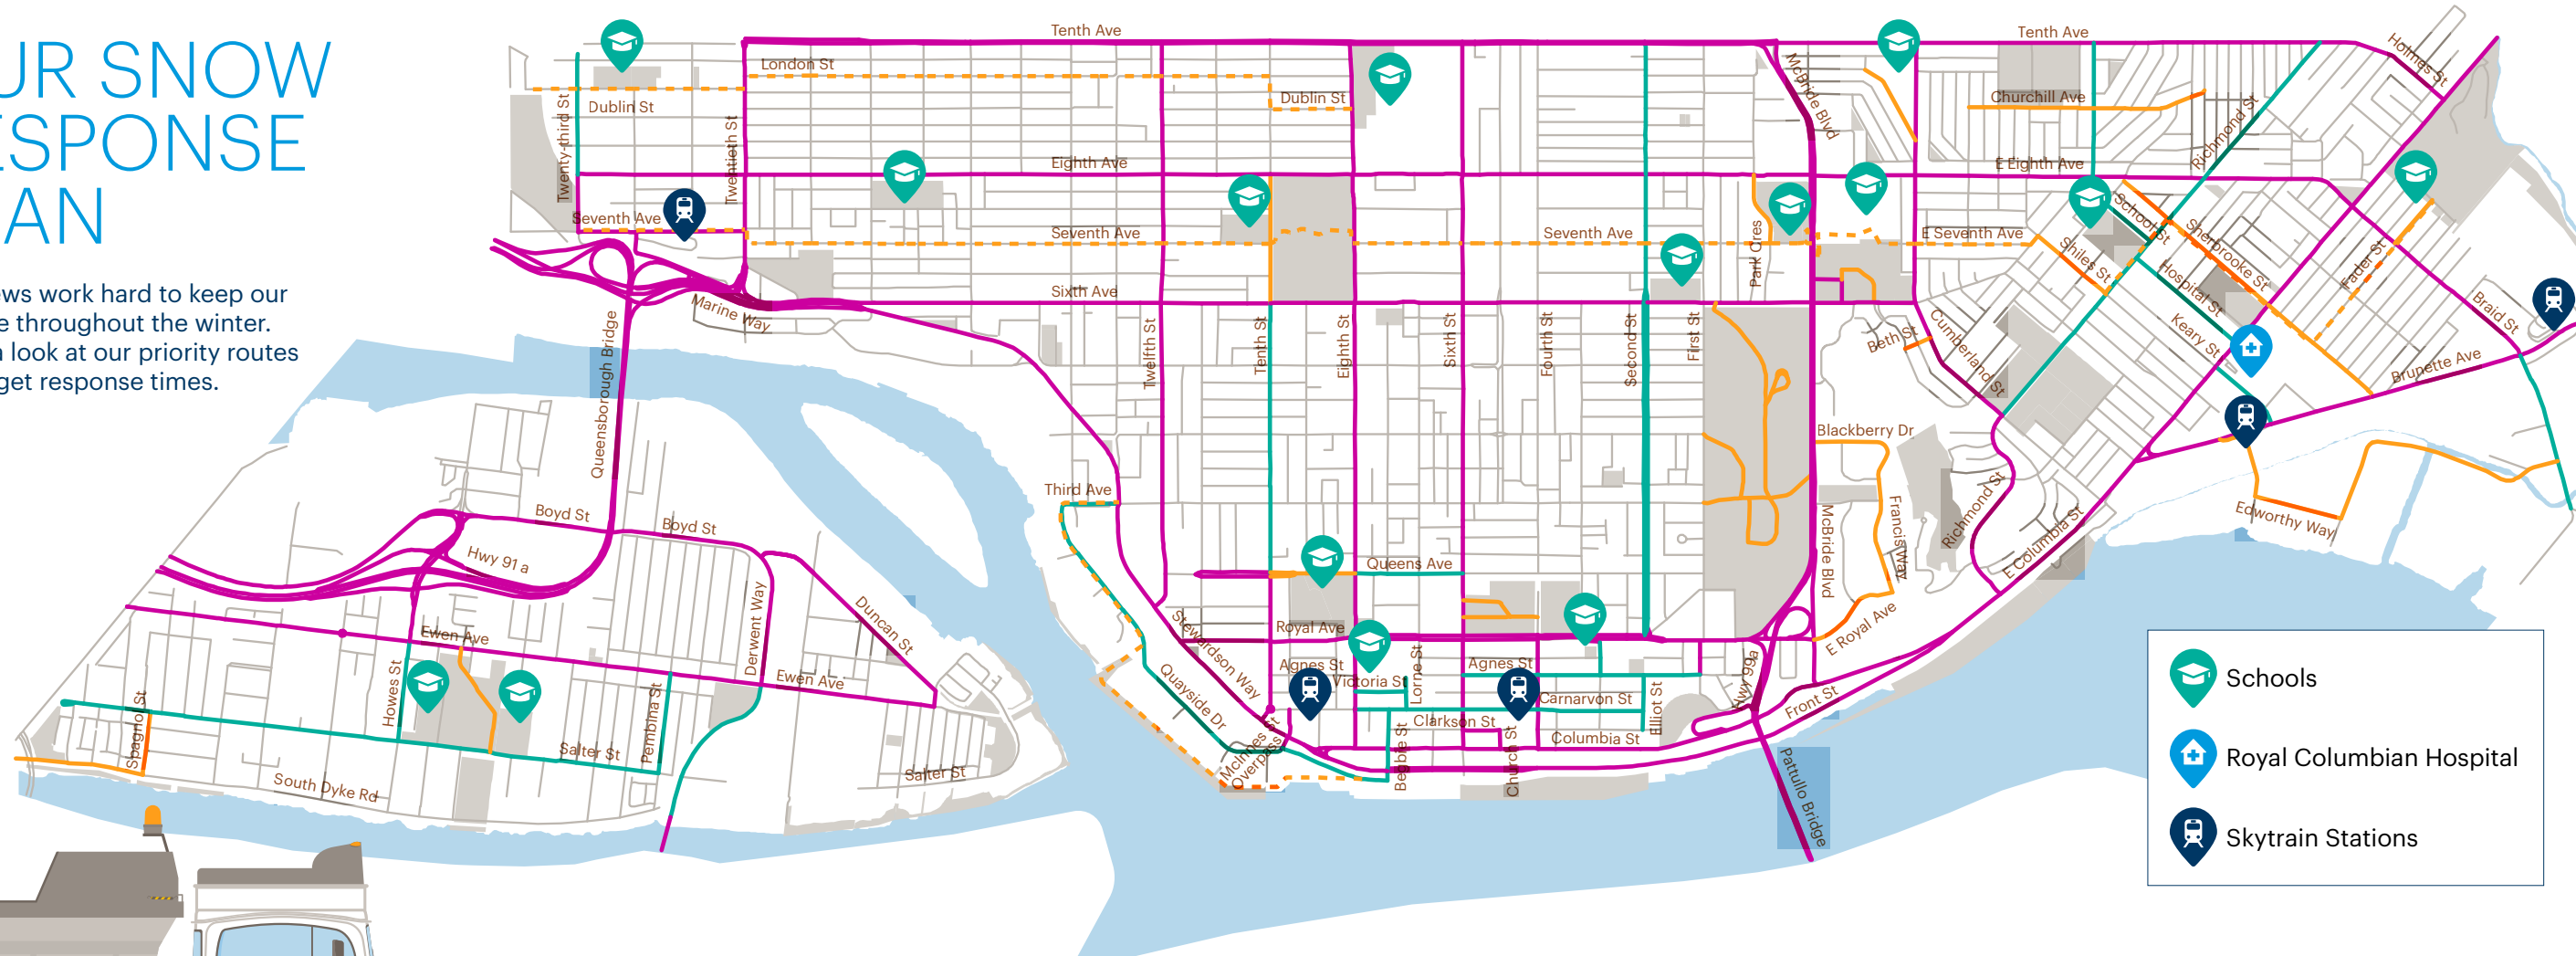 UR SNOW
ESPONSE
AN
ews work hard to keep our
e throughout the winter.
a look at our priority routes
get response times.
Tenth Ave
Tenth Ave
Holmes St
London St
McBride Blvd
Dublin St
Dublin St
Churchill Ave
Twenty-third St
Twentieth St
Richmond St
Eighth Ave
E Eighth Ave
Seventh Ave
Seventh Ave
Seventh Ave
E Seventh Ave
School St
Sherbrooke St
Shiles St
Fader St
Park Cres
Hospital St
Sixth Ave
Marine Way
Braid St
Keary St
Queensborough Bridge
Twelfth St
Tenth St
Eighth St
Sixth St
Fourth St
Second St
First St
Beth St
Cumberland St
Brunette Ave
Blackberry Dr
Third Ave
Boyd St
Boyd St
Francis Way
Richmond St
Edworthy Way
McBride Blvd
E Columbia St
Hwy 91 a
Queens Ave
Derwent Way
Duncan St
Ewen Ave
Stewardson Way
Royal Ave
E Royal Ave
Agnes St
Agnes St
Lorne St
Victoria St
Howes St
Ewen Ave
Quayside Dr
Hwy 99a
Carnarvon St
Elliot St
Front St
Spagnol St
Pembina St
Clarkson St
Begbie St
Church St
Columbia St
McInnes St
Overpass
Salter St
Salter St
South Dyke Rd
Pattullo Bridge
Schools
Royal Columbian Hospital
Skytrain Stations